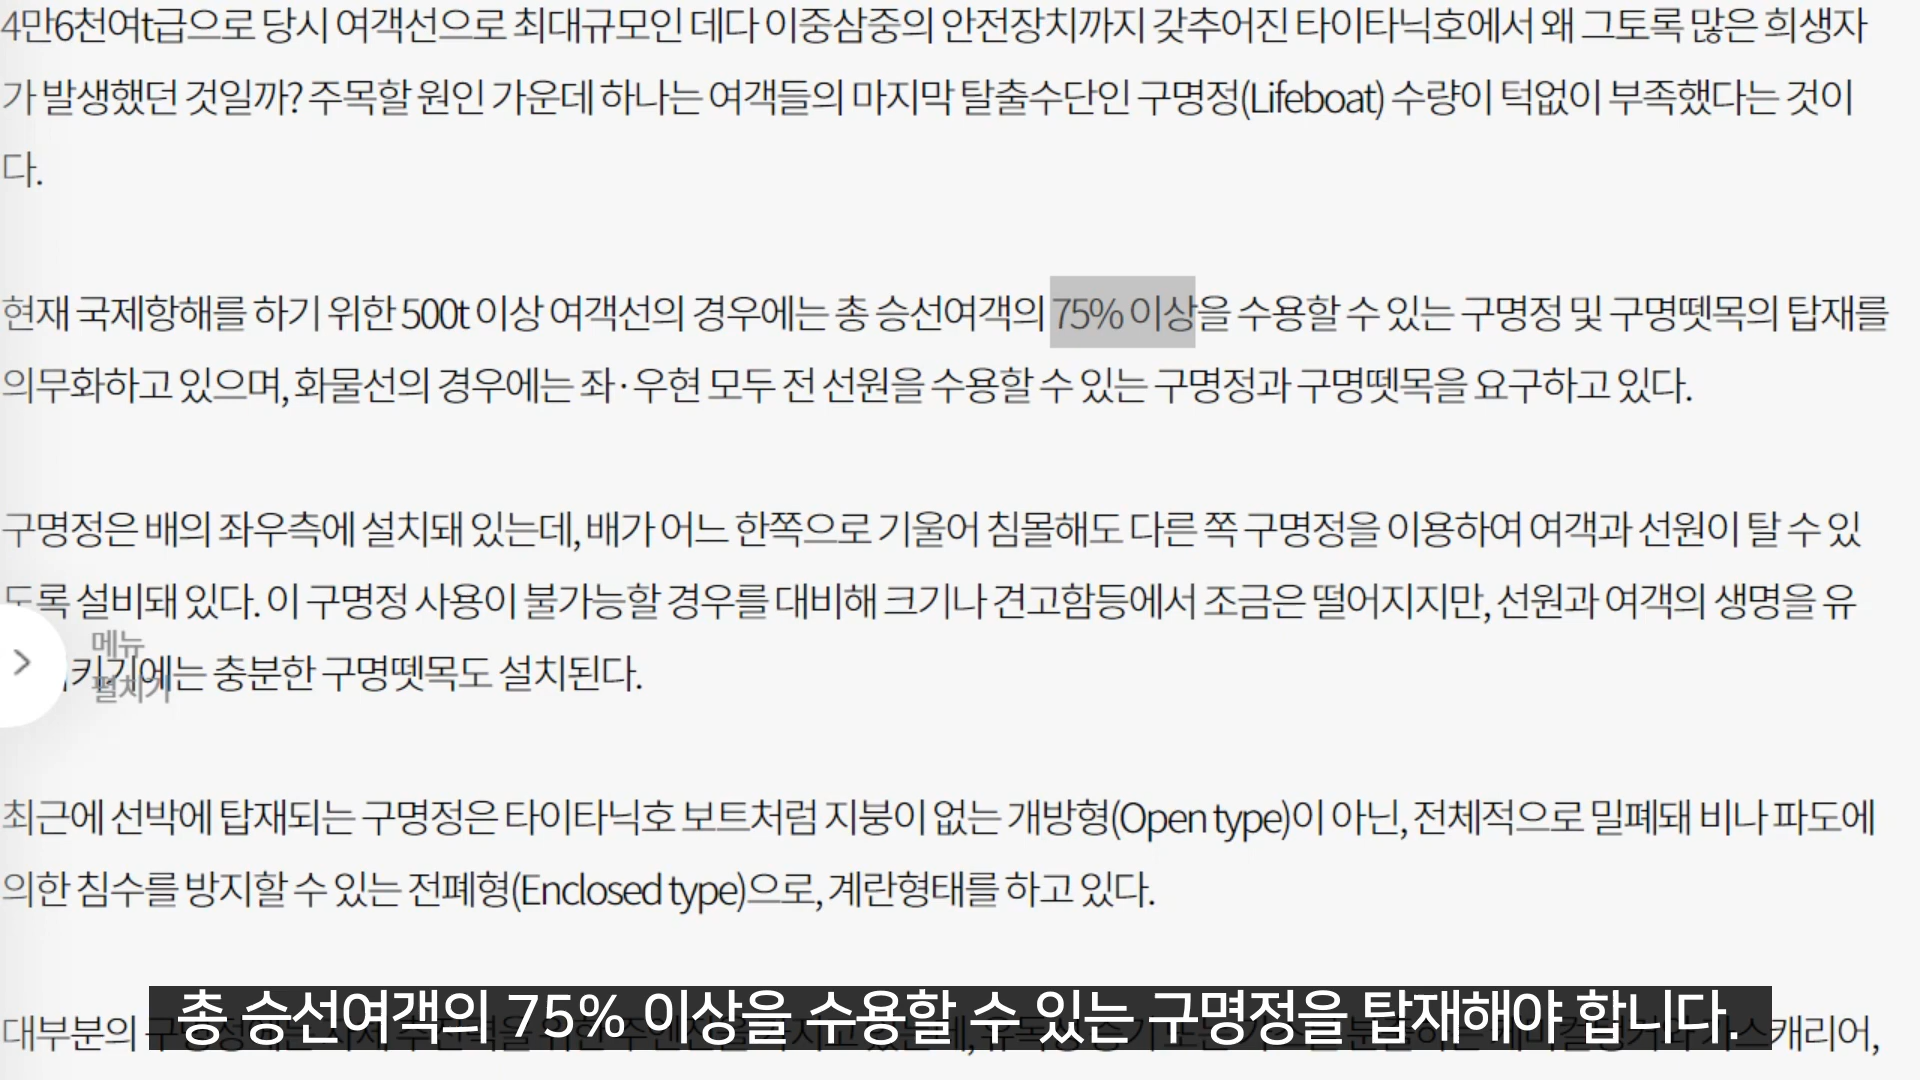 4만6천여t급으로 당시 여객선으로 최대규모인 데다 이중삼중의 안전장치까지 갖추어진 타이타닉호에서 왜 그토록 많은 희생자
가 발생했던 것일까? 주목할 원인 가운데 하나는 여객들의 마지막 탈출수단인 구명정(Lifeboat) 수량이 턱없이 부족했다는 것이
다.
현재 국제항해를 하기 위한 500t 이상 여객선의 경우에는 총 승선여객의 75% 이상을 수용할 수 있는 구명정 및 구명뗏목의 탑재를
의무화하고 있으며, 화물선의 경우에는 좌·우현 모두 전 선원을 수용할 수 있는 구명정과 구명뗏목을 요구하고 있다.
구명정은 배의 좌우측에 설치돼 있는데, 배가 어느 한쪽으로 기울어 침몰해도 다른 쪽 구명정을 이용하여 여객과 선원이 탈 수 있
도록 설비돼 있다. 이 구명정 사용이 불가능할 경우를 대비해 크기나 견고함등에서 조금은 떨어지지만, 선원과 여객의 생명을 유
메뉴
펼치기
키기에는 충분한 구명뗏목도 설치된다.
최근에 선박에 탑재되는 구명정은 타이타닉호 보트처럼 지붕이 없는 개방형(Open type)이 아닌, 전체적으로 밀폐돼 비나 파도에
의한 침수를 방지할 수 있는 전폐형(Enclosed type)으로, 계란형태를 하고 있다.
총 승선여객의 75% 이상을 수용할 수 있는 구명정을 탑재해야 합니다.
대부분의